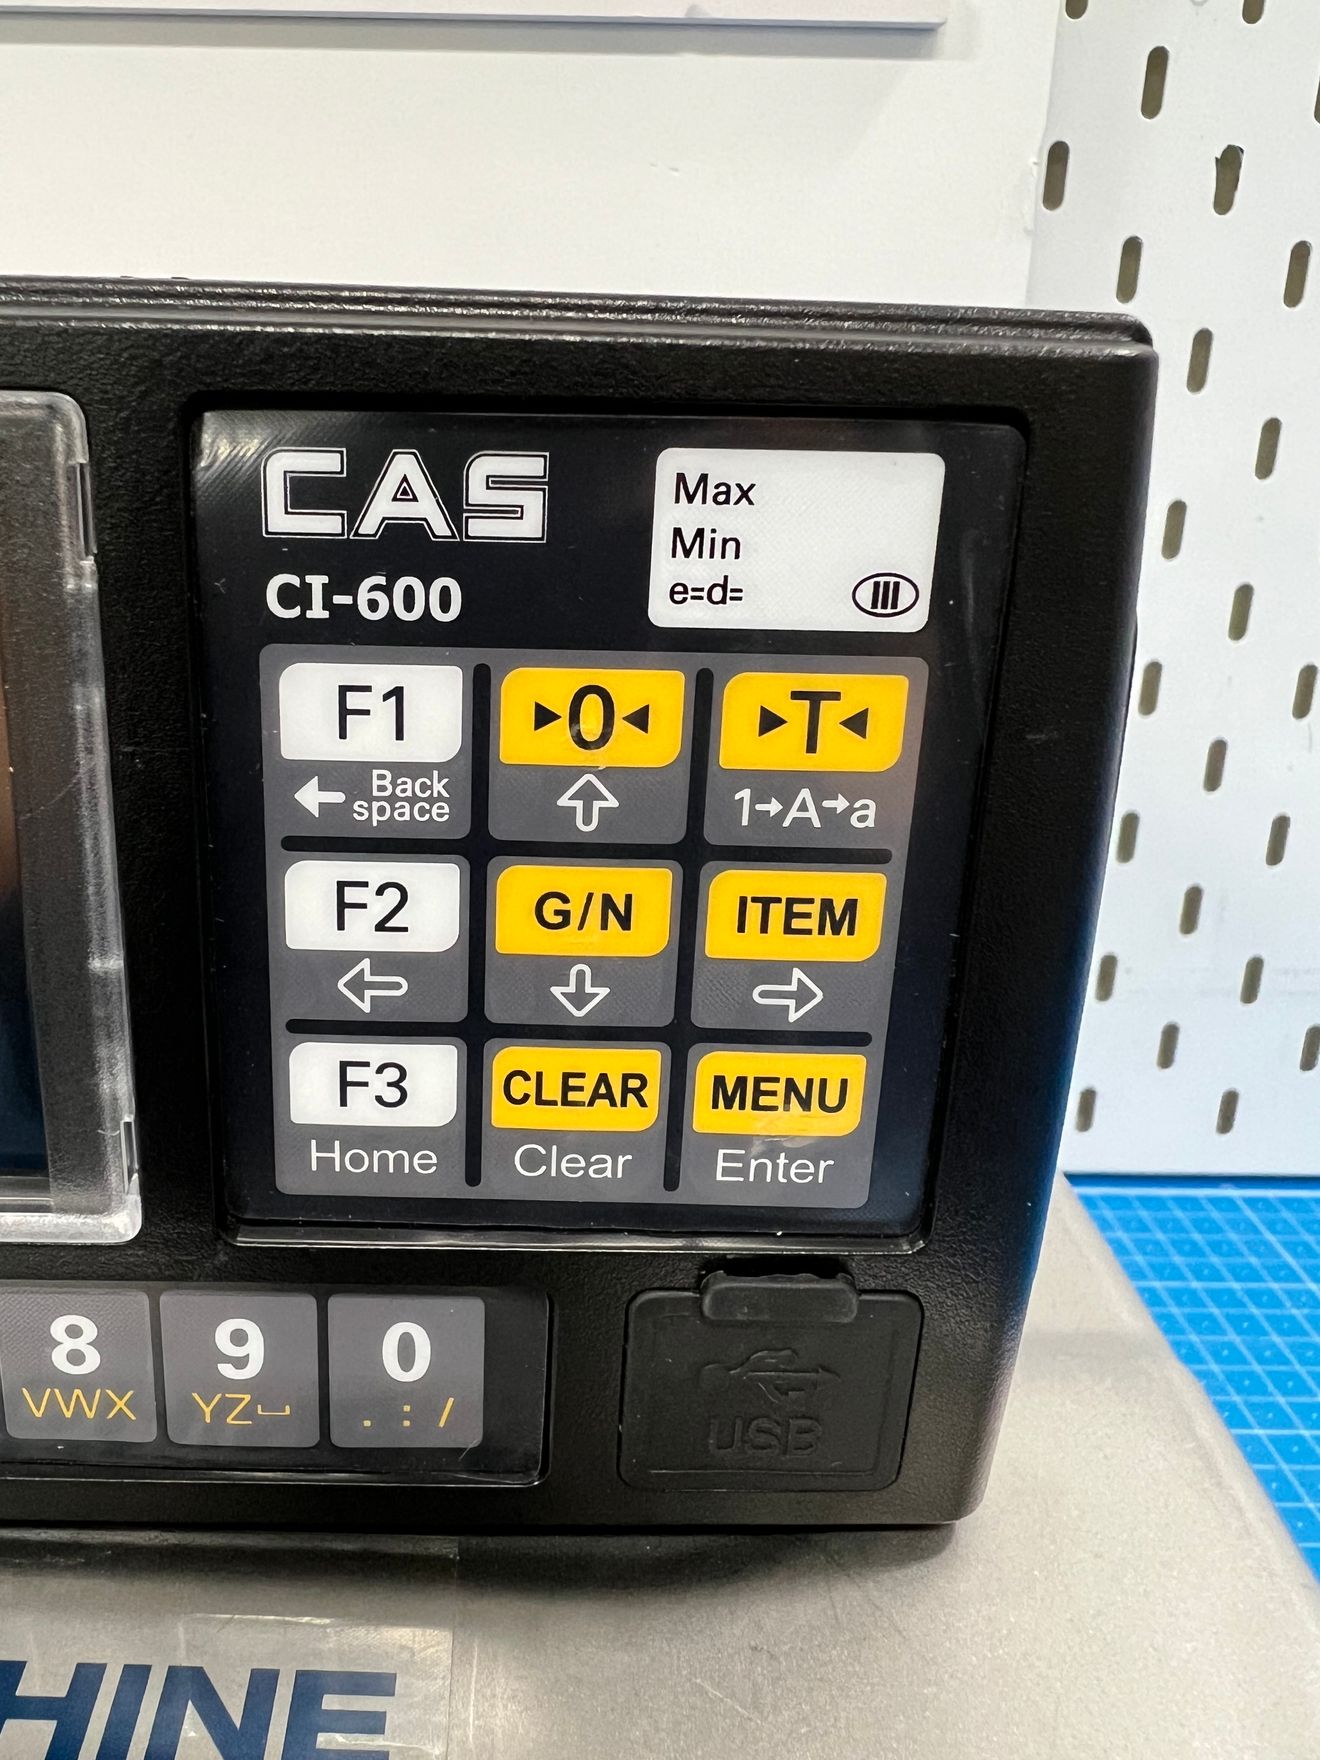 CAS
CI-600
Max
Min
e=d=
III
F1
▶0◀
▶T◀
← Back
space
⇧
1→A→a
F2
G/N
ITEM
⇦
⇩
⇨
F3
CLEAR
MENU
Home
Clear
Enter
8
9
0
VWX
YZ⎵
. : /
USB
HINE